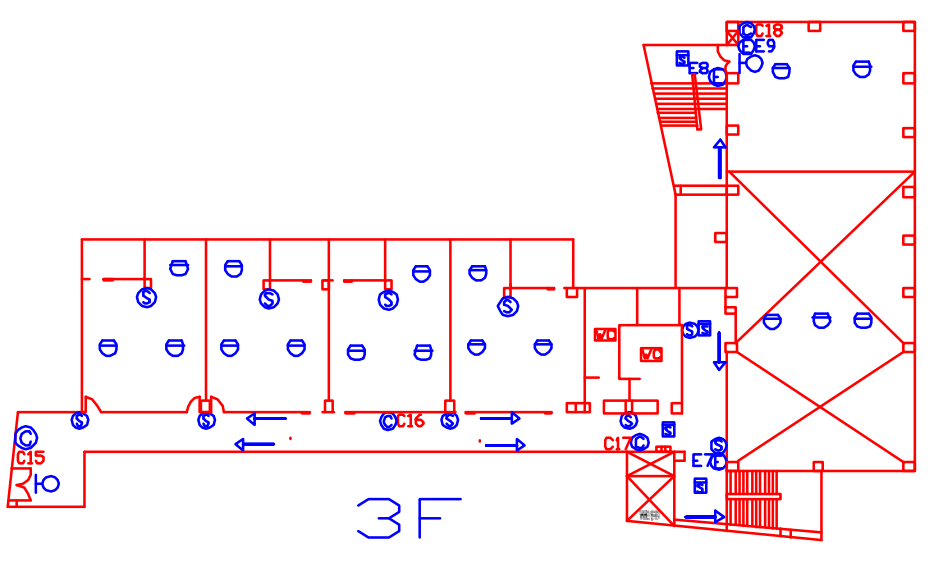 C C18
E E9
S
E8 E
S S S S
S S
WC
WC
S S C C16 S S
C C17 S S
C
C15
E7 E
S
3F